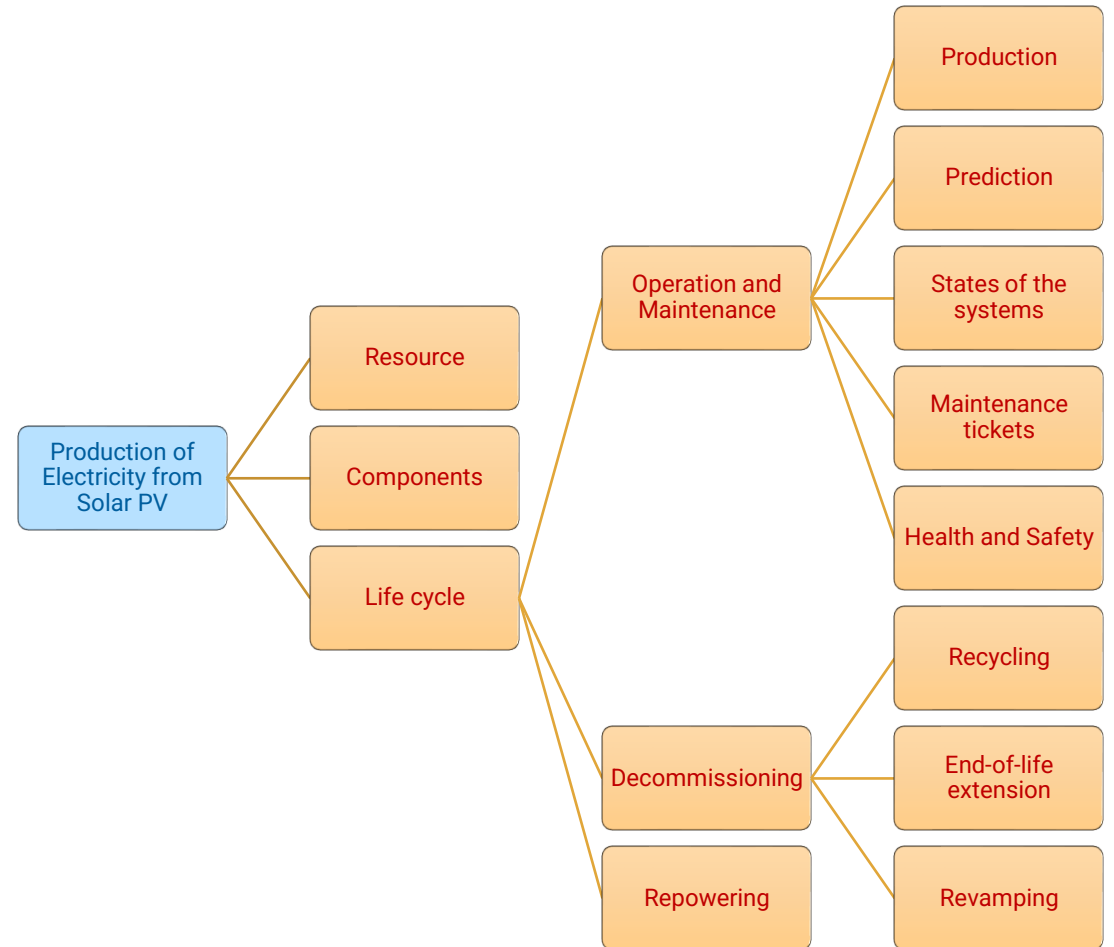 Production of
Electricity from
Solar PV
Resource
Components
Life cycle
Operation and
Maintenance
Decommissioning
Repowering
Production
Prediction
States of the
systems
Maintenance
tickets
Health and Safety
Recycling
End-of-life
extension
Revamping